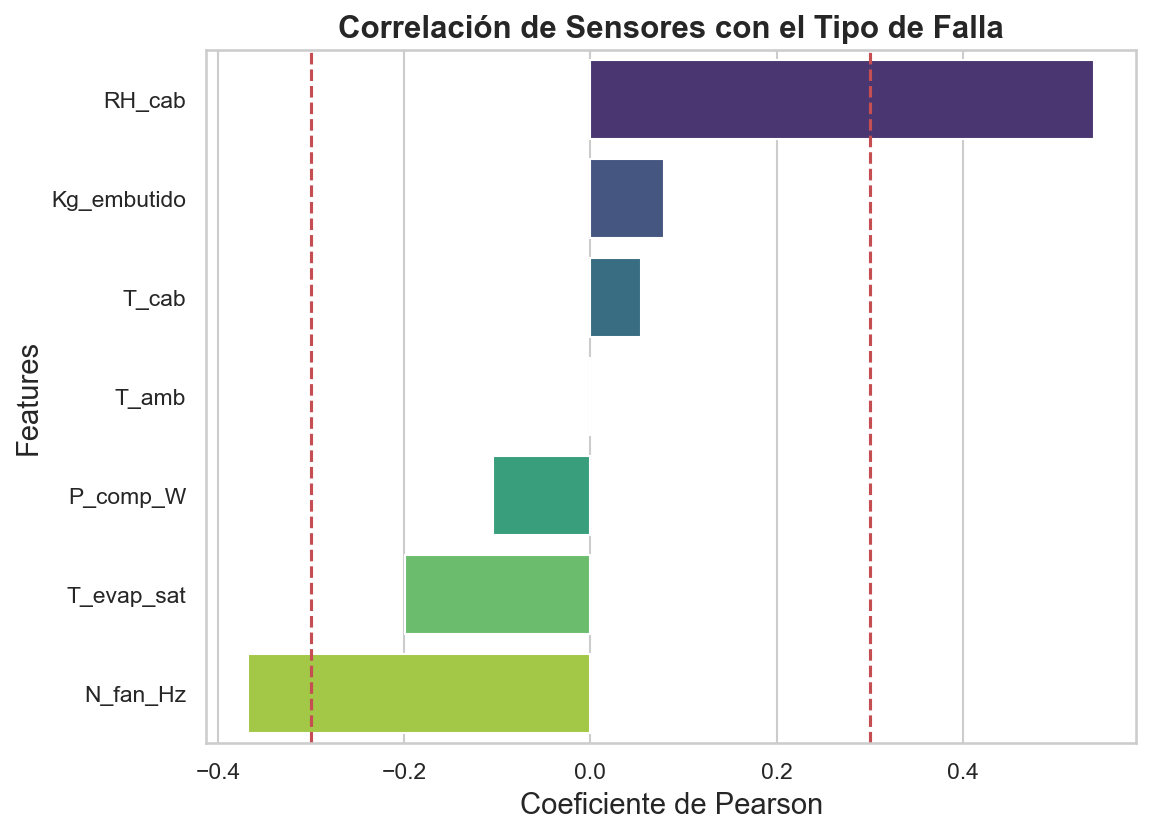 Correlación de Sensores con el Tipo de Falla
Features
RH_cab
Kg_embutido
T_cab
T_amb
P_comp_W
T_evap_sat
N_fan_Hz
−0.4 −0.2 0.0 0.2 0.4
Coeficiente de Pearson